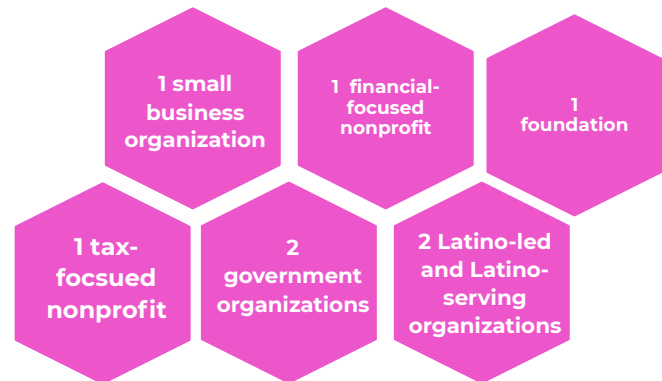 1 small
business
organization
1 financial-
focused
nonprofit
1
foundation
1 tax-
focsued
nonprofit
2
government
organizations
2 Latino-led
and Latino-
serving
organizations